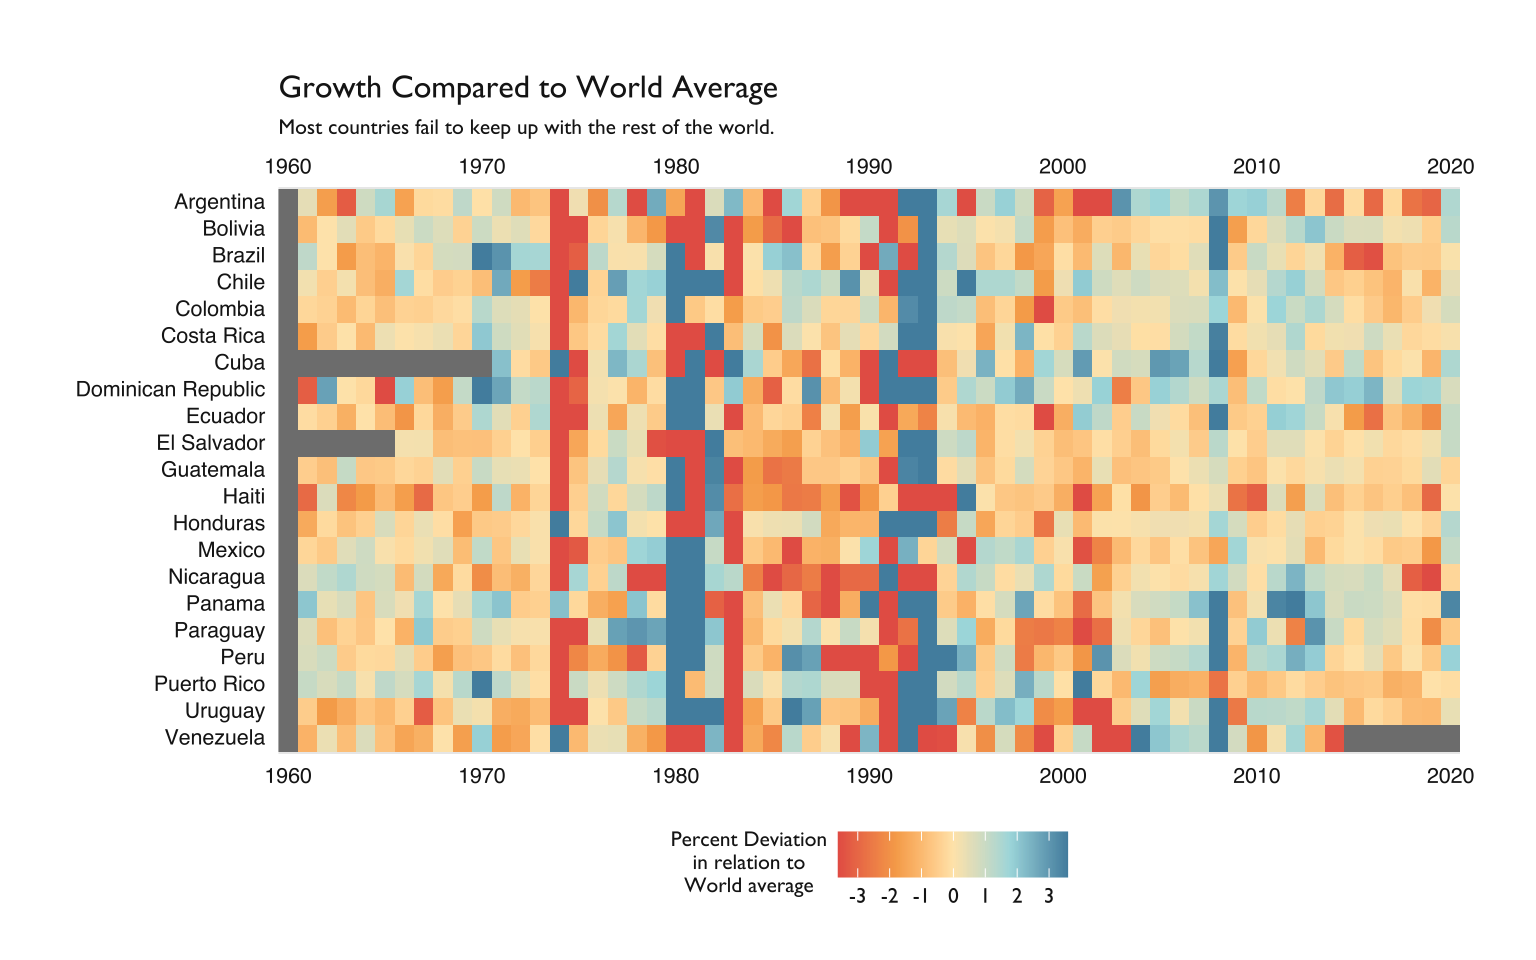 Growth Compared to World Average
Most countries fail to keep up with the rest of the world.
1960 1970 1980 1990 2000 2010 2020
Argentina
Bolivia
Brazil
Chile
Colombia
Costa Rica
Cuba
Dominican Republic
Ecuador
El Salvador
Guatemala
Haiti
Honduras
Mexico
Nicaragua
Panama
Paraguay
Peru
Puerto Rico
Uruguay
Venezuela
1960 1970 1980 1990 2000 2010 2020
Percent Deviation
in relation to
World average
-3 -2 -1 0 1 2 3